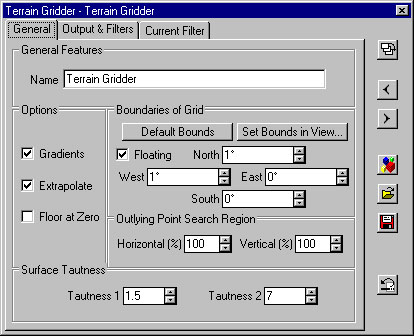 Terrain Gridder - Terrain Gridder
General Output & Filters Current Filter
General Features
Name Terrain Gridder
Options
Gradients
Extrapolate
Floor at Zero
Boundaries of Grid
Default Bounds Set Bounds in View...
Floating North 1°
West 1° East 0°
South 0°
Outlying Point Search Region
Horizontal (%) 100 Vertical (%) 100
Surface Tautness
Tautness 1 1.5 Tautness 2 7